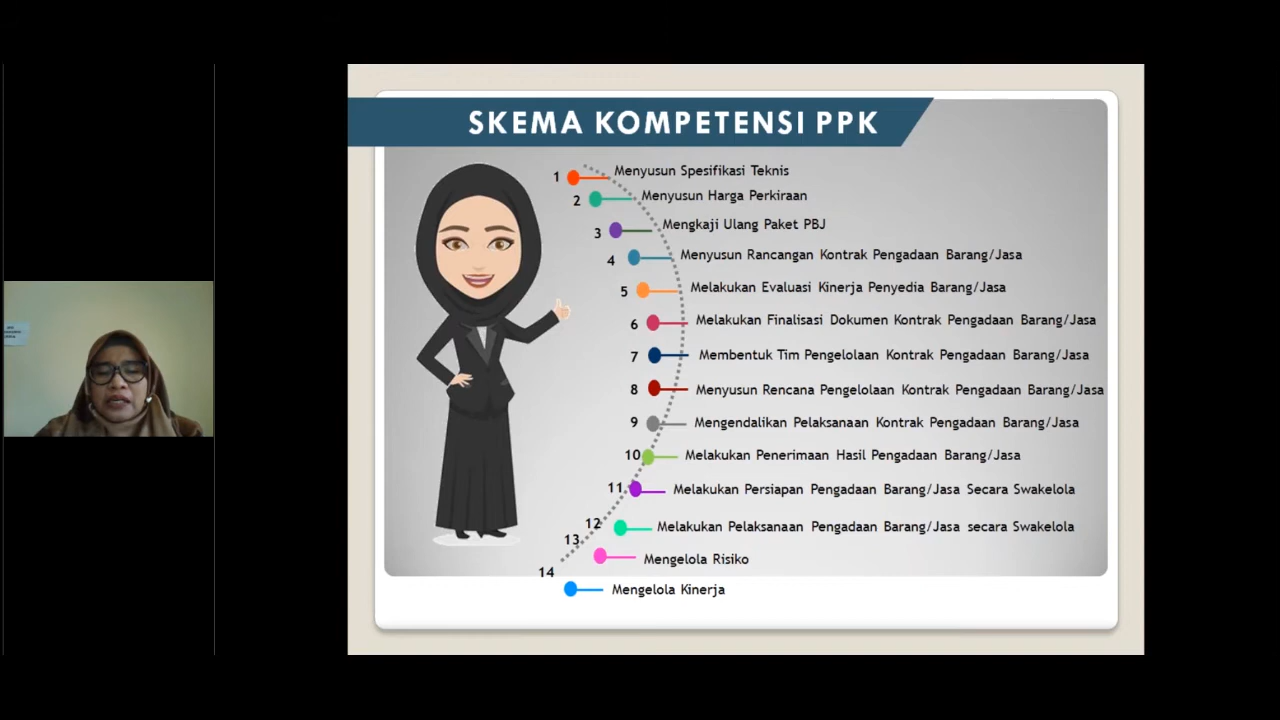 SKEMA KOMPETENSI PPK
1 Menyusun Spesifikasi Teknis
2 Menyusun Harga Perkiraan
3 Mengkaji Ulang Paket PBJ
4 Menyusun Rancangan Kontrak Pengadaan Barang/Jasa
5 Melakukan Evaluasi Kinerja Penyedia Barang/Jasa
6 Melakukan Finalisasi Dokumen Kontrak Pengadaan Barang/Jasa
7 Membentuk Tim Pengelolaan Kontrak Pengadaan Barang/Jasa
8 Menyusun Rencana Pengelolaan Kontrak Pengadaan Barang/Jasa
9 Mengendalikan Pelaksanaan Kontrak Pengadaan Barang/Jasa
10 Melakukan Penerimaan Hasil Pengadaan Barang/Jasa
11 Melakukan Persiapan Pengadaan Barang/Jasa Secara Swakelola
12 Melakukan Pelaksanaan Pengadaan Barang/Jasa secara Swakelola
13 Mengelola Risiko
14 Mengelola Kinerja